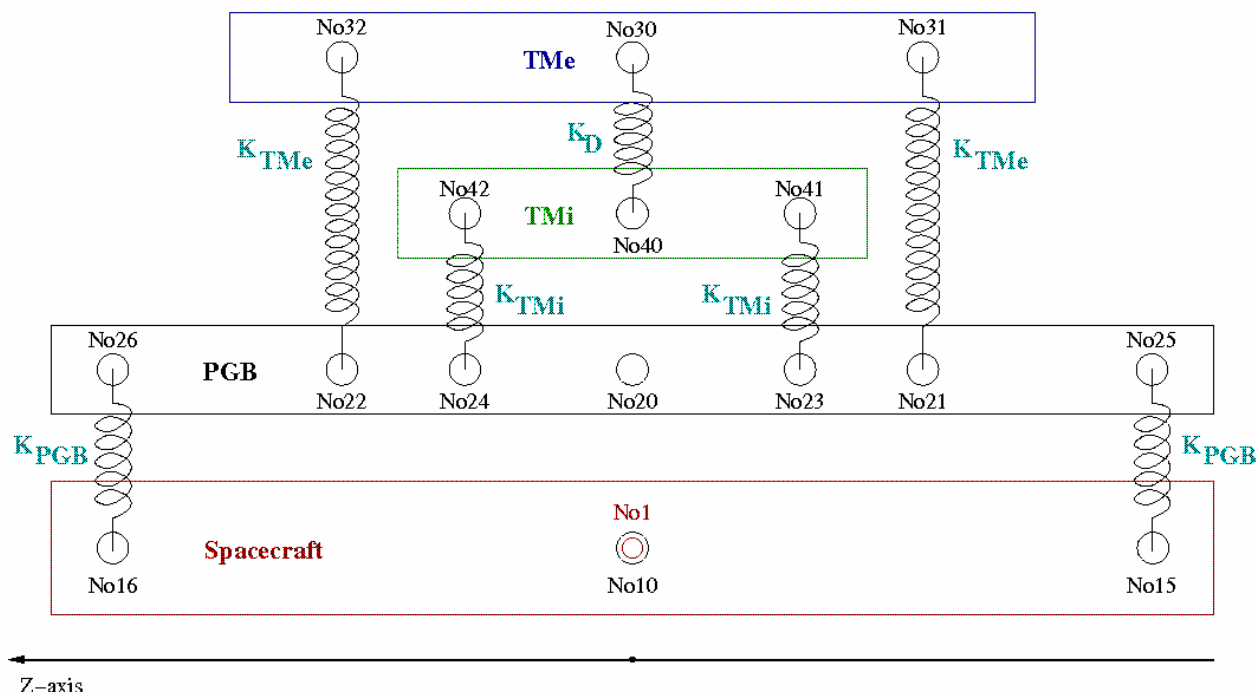 No32 No30 No31
TMe
K_TMe K_D K_TMe
No42 No41
TMi
No40
K_TMi K_TMi
No26 No25
PGB
No22 No24 No20 No23 No21
K_PGB K_PGB
No1
Spacecraft
No16 No10 No15
Z-axis